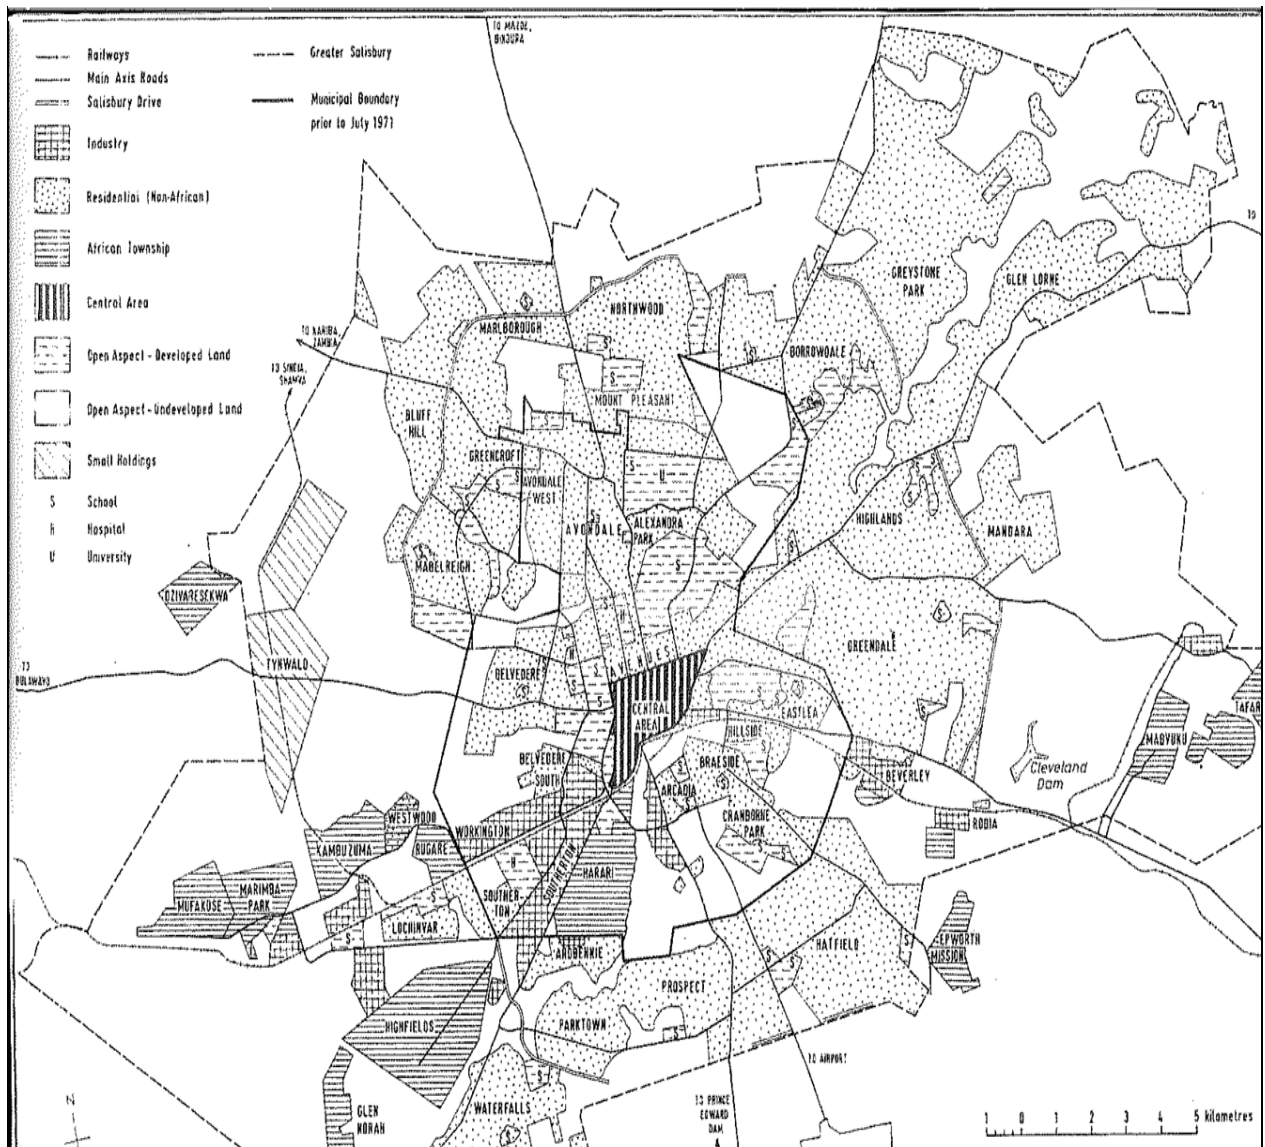 Railways
Main Axis Roads
Salisbury Drive
Industry
Residential (Non-African)
African Township
Central Area
Open Aspect - Developed Land
Open Aspect - Undeveloped Land
Small Holdings
S School
H Hospital
U University
Greater Salisbury
Municipal Boundary
prior to July 1971
TO MAZOE,
BINDURA
TO
GREYSTONE
PARK
GLEN LORNE
NORTHWOOD
MARLBOROUGH
S
TO KARIBA,
ZAMBIA
TO SINOIA,
SHAMVA
BORROWDALE
S
S
S
MOUNT PLEASANT
BLUFF
HILL
S
GREENCROFT
AVONDALE
WEST
S
U
S
S
S
HIGHLANDS
MANDARA
AVONDALE
ALEXANDRA
PARK
S
S
MABELREIGH
S
DZIVARESEKWA
S
GREENDALE
H
TYNWALD
AVENUES
TO
BULAWAYO
BELVEDERE
S
S
S
CENTRAL
AREA
EASTLEA
S
S
HILLSIDE
MABVUKU
TAFAR
BELVEDERE
SOUTH
BRAESIDE
S
BEVERLEY
Cleveland
Dam
ARCADIA
S
S
CRANBORNE
PARK
S
RODIA
WESTWOOD
WORKINGTON
KAMBUZUMA
RUGARE
H
SOUTHERTON
HARARI
MARIMBA
PARK
MUFAKOSE
S
SOUTHER-
TON
LOCHINVAR
S
HATFIELD
S
EPWORTH
MISSION
ARDBENNIE
S
PROSPECT
HIGHFIELDS
PARKTOWN
S
TO AIRPORT
S
GLEN
NORAH
WATERFALLS
S
TO PRINCE
EDWARD
DAM
N
1 0 1 2 3 4 5 kilometres